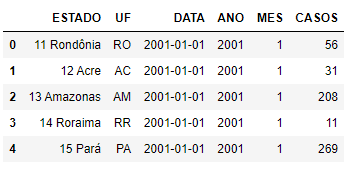 ESTADO UF DATA ANO MES CASOS
0 11 Rondônia RO 2001-01-01 2001 1 56
1 12 Acre AC 2001-01-01 2001 1 31
2 13 Amazonas AM 2001-01-01 2001 1 208
3 14 Roraima RR 2001-01-01 2001 1 11
4 15 Pará PA 2001-01-01 2001 1 269